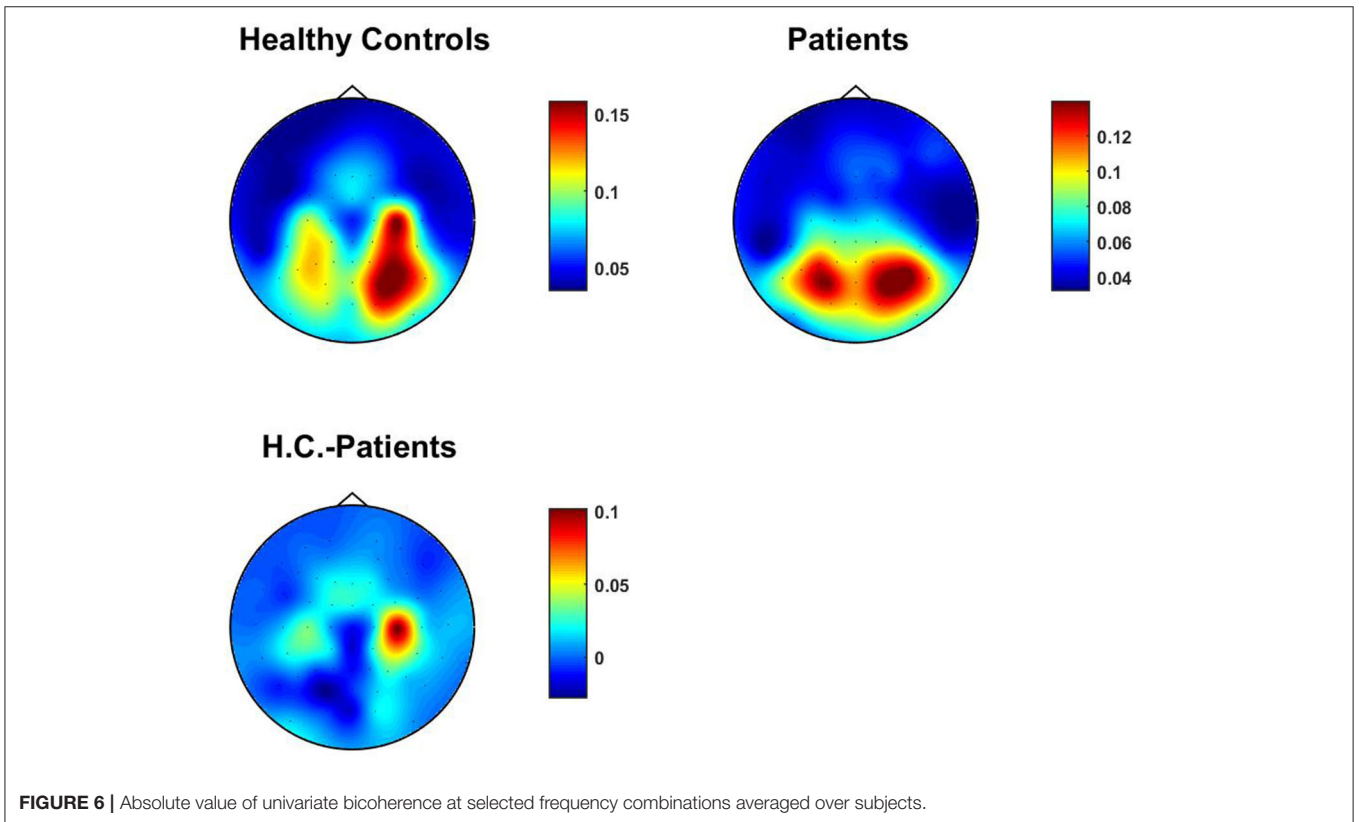 Healthy Controls
0.15
0.1
0.05
Patients
0.12
0.1
0.08
0.06
0.04
H.C.-Patients
0.1
0.05
0
FIGURE 6 | Absolute value of univariate bicoherence at selected frequency combinations averaged over subjects.